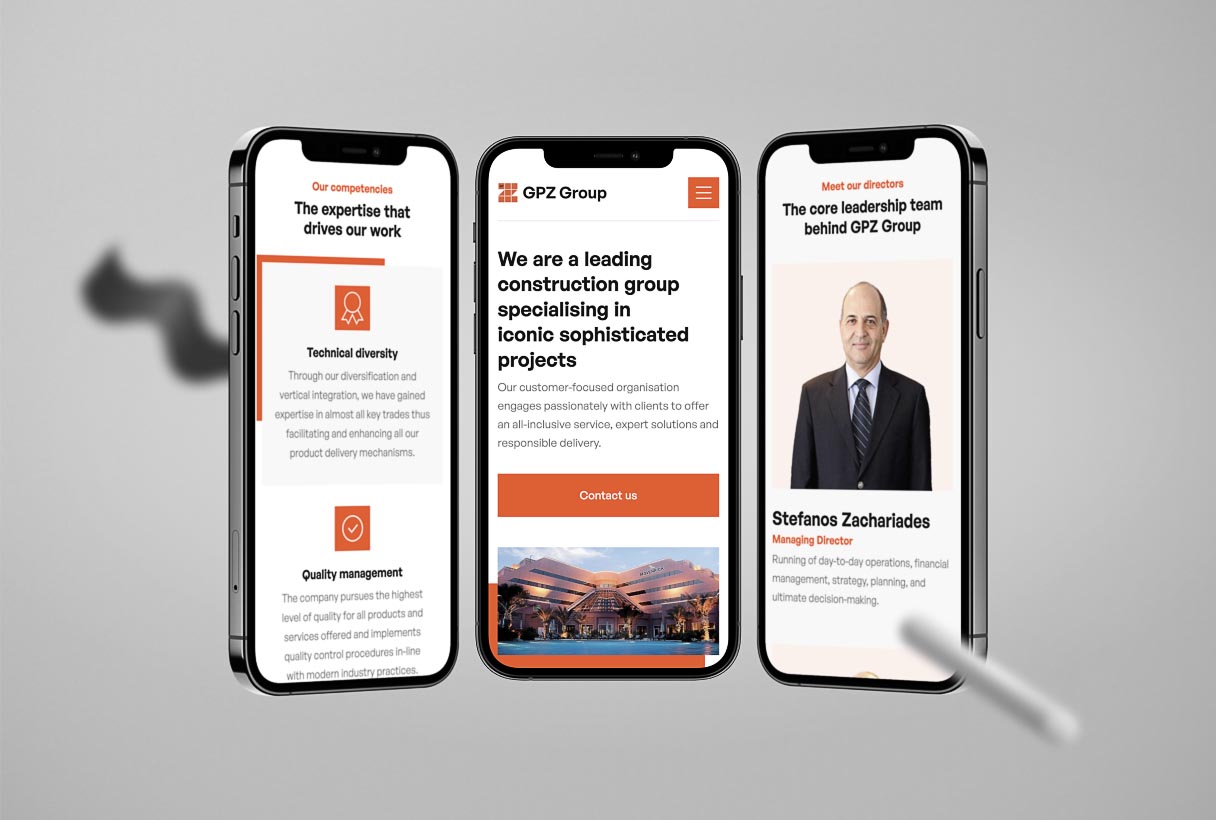 Our competencies
The expertise that
drives our work
Technical diversity
Through our diversification and
vertical integration, we have gained
expertise in almost all key trades thus
facilitating and enhancing all our
product delivery mechanisms.
Quality management
The company pursues the highest
level of quality for all products and
services offered and implements
quality control procedures in-line
with modern industry practices.
GPZ Group
We are a leading
construction group
specialising in
iconic sophisticated
projects
Our customer-focused organisation
engages passionately with clients to offer
an all-inclusive service, expert solutions and
responsible delivery.
Contact us
Meet our directors
The core leadership team
behind GPZ Group
Stefanos Zachariades
Managing Director
Running of day-to-day operations, financial
management, strategy, planning, and
ultimate decision-making.